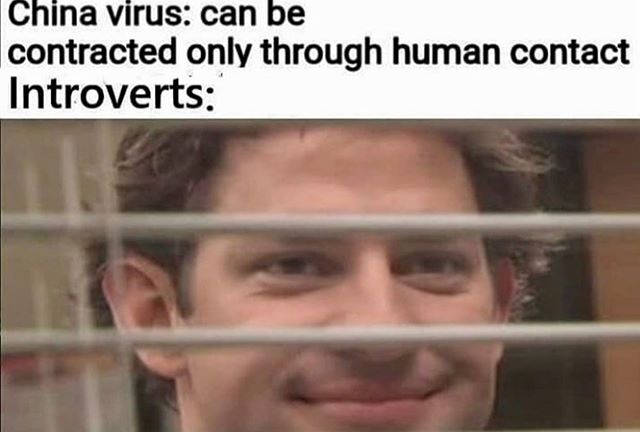 China virus: can be
contracted only through human contact
Introverts: